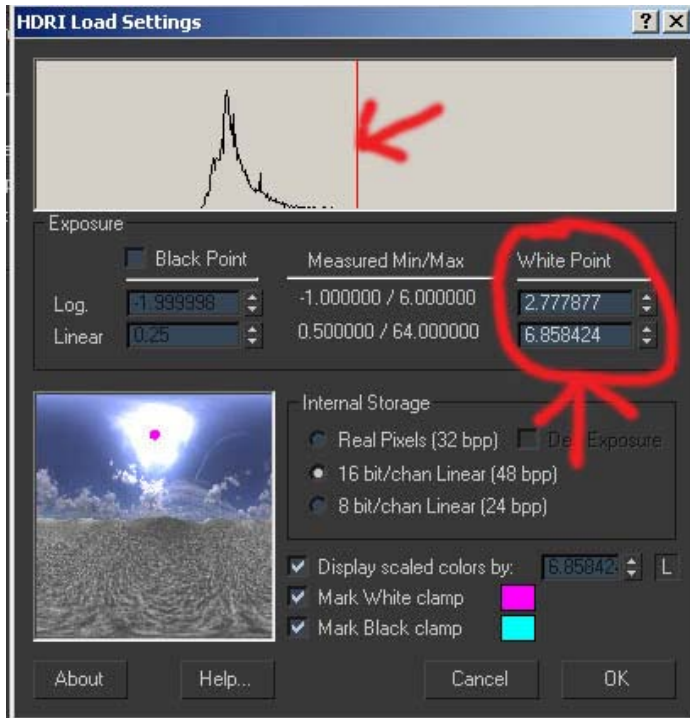 HDRI Load Settings
Exposure
Black Point
Measured Min/Max
White Point
Log.
-1.999998
-1.000000 / 6.000000
2.777877
Linear
0.25
0.500000 / 64.000000
6.858424
Internal Storage
Real Pixels (32 bpp)
16 bit/chan Linear (48 bpp)
8 bit/chan Linear (24 bpp)
Display scaled colors by:
L
Mark White clamp
Mark Black clamp
About
Help...
Cancel
OK